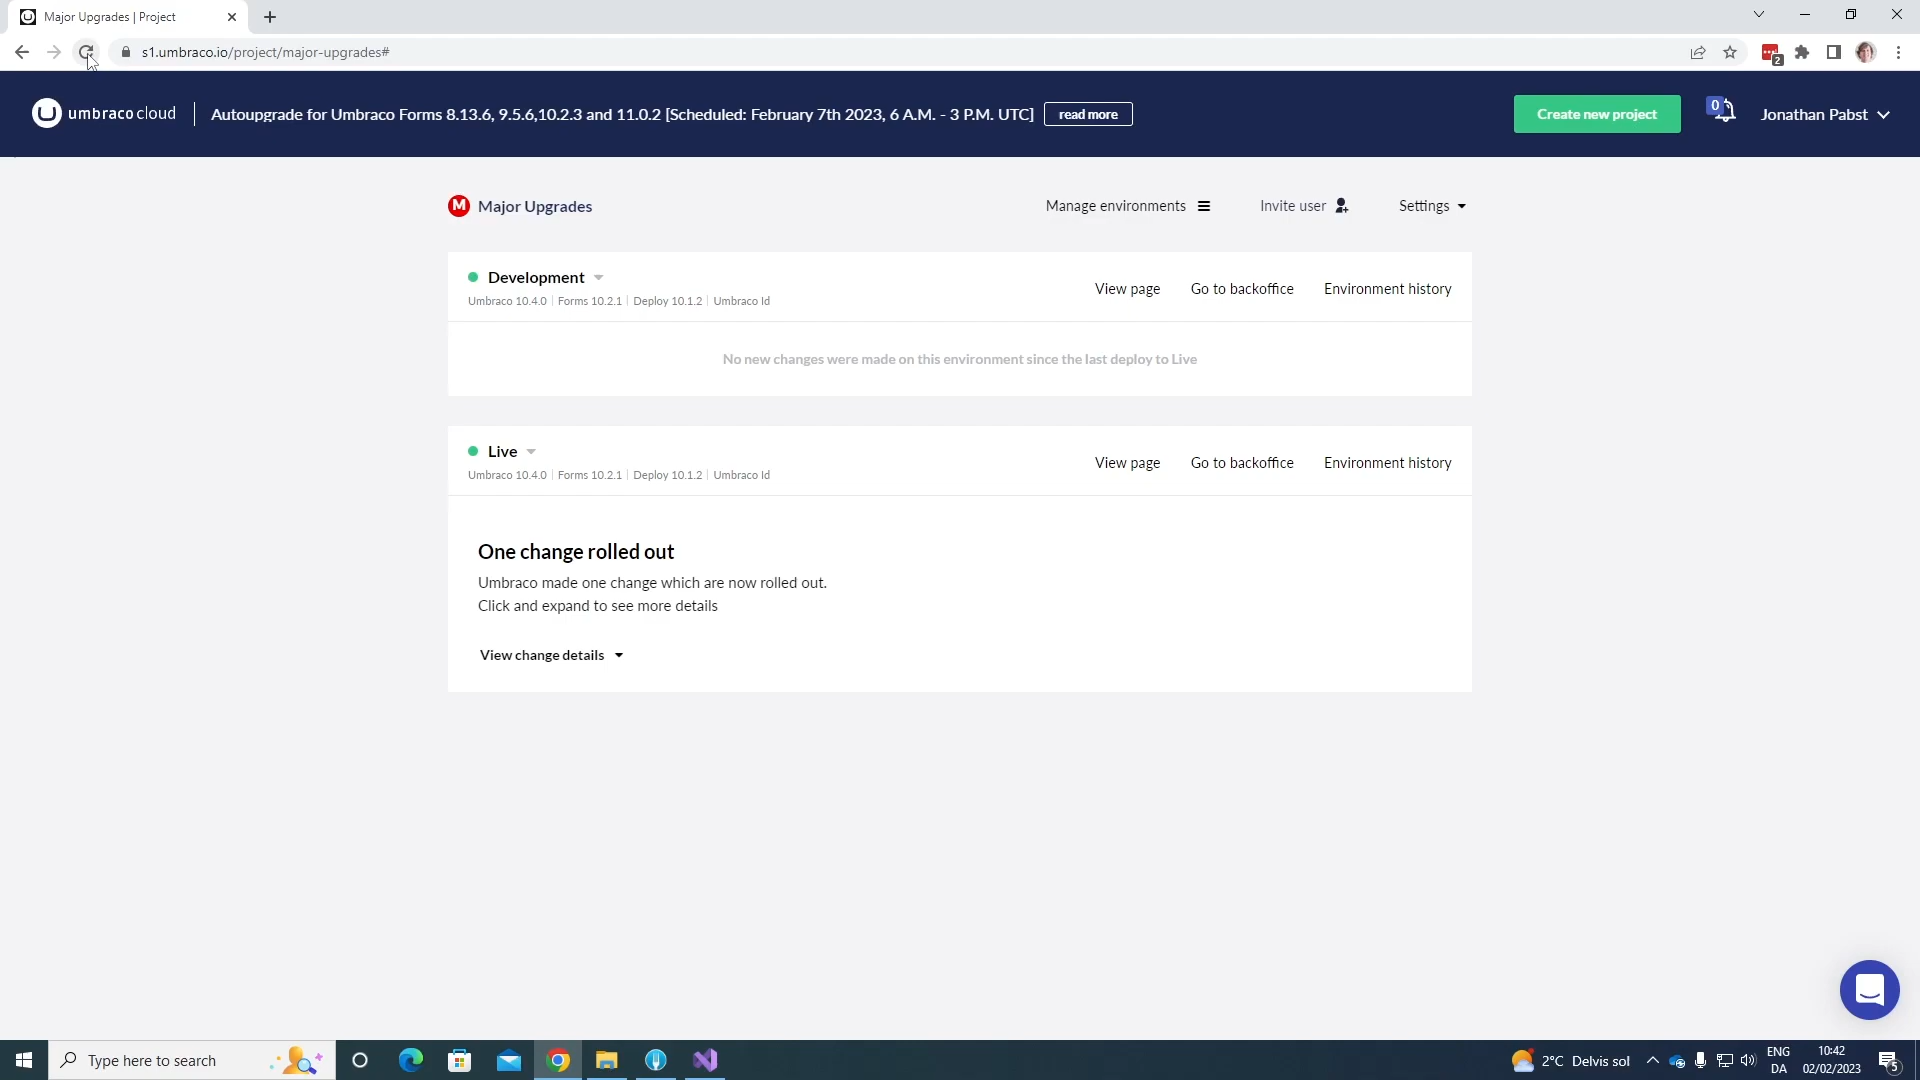 Major Upgrades | Project
s1.umbraco.io/project/major-upgrades#
2
umbraco cloud
Autoupgrade for Umbraco Forms 8.13.6, 9.5.6,10.2.3 and 11.0.2 [Scheduled: February 7th 2023, 6 A.M. - 3 P.M. UTC]
read more
Create new project
0
Jonathan Pabst
M Major Upgrades
Manage environments
Invite user
Settings
Development
Umbraco 10.4.0 | Forms 10.2.1 | Deploy 10.1.2 | Umbraco Id
View page
Go to backoffice
Environment history
No new changes were made on this environment since the last deploy to Live
Live
Umbraco 10.4.0 | Forms 10.2.1 | Deploy 10.1.2 | Umbraco Id
View page
Go to backoffice
Environment history
One change rolled out
Umbraco made one change which are now rolled out.
Click and expand to see more details
View change details
Type here to search
2°C Delvis sol
ENG
DA
10:42
02/02/2023
5